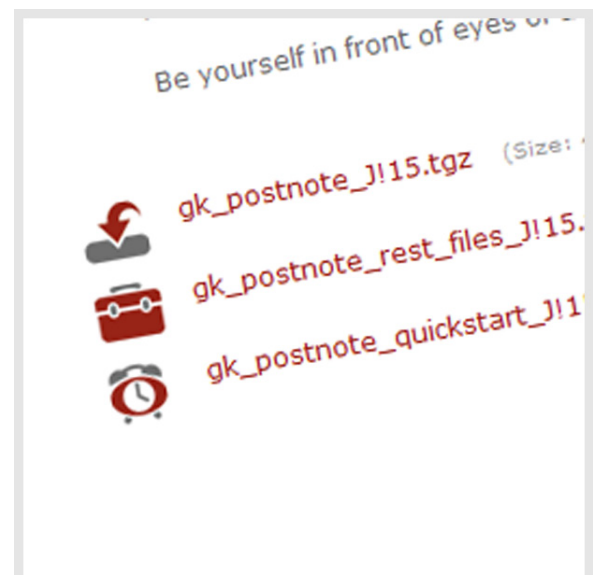 Be yourself in front of eyes
gk_postnote_J!15.tgz (Size:
gk_postnote_rest_files_J!15.
gk_postnote_quickstart_J!1